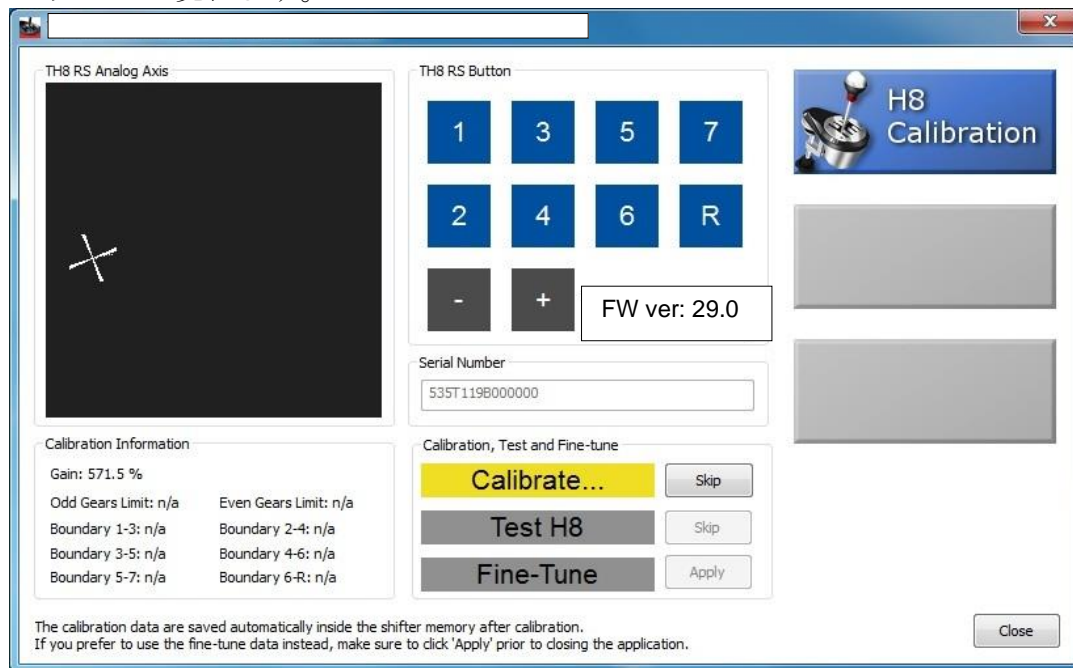 TH8 RS Analog Axis
TH8 RS Button
1 3 5 7
2 4 6 R
- +
FW ver: 29.0
H8
Calibration
Serial Number
535T119B000000
Calibration Information
Gain: 571.5 %
Odd Gears Limit: n/a Even Gears Limit: n/a
Boundary 1-3: n/a Boundary 2-4: n/a
Boundary 3-5: n/a Boundary 4-6: n/a
Boundary 5-7: n/a Boundary 6-R: n/a
Calibration, Test and Fine-tune
Calibrate... Skip
Test H8 Skip
Fine-Tune Apply
The calibration data are saved automatically inside the shifter memory after calibration.
If you prefer to use the fine-tune data instead, make sure to click 'Apply' prior to closing the application.
Close